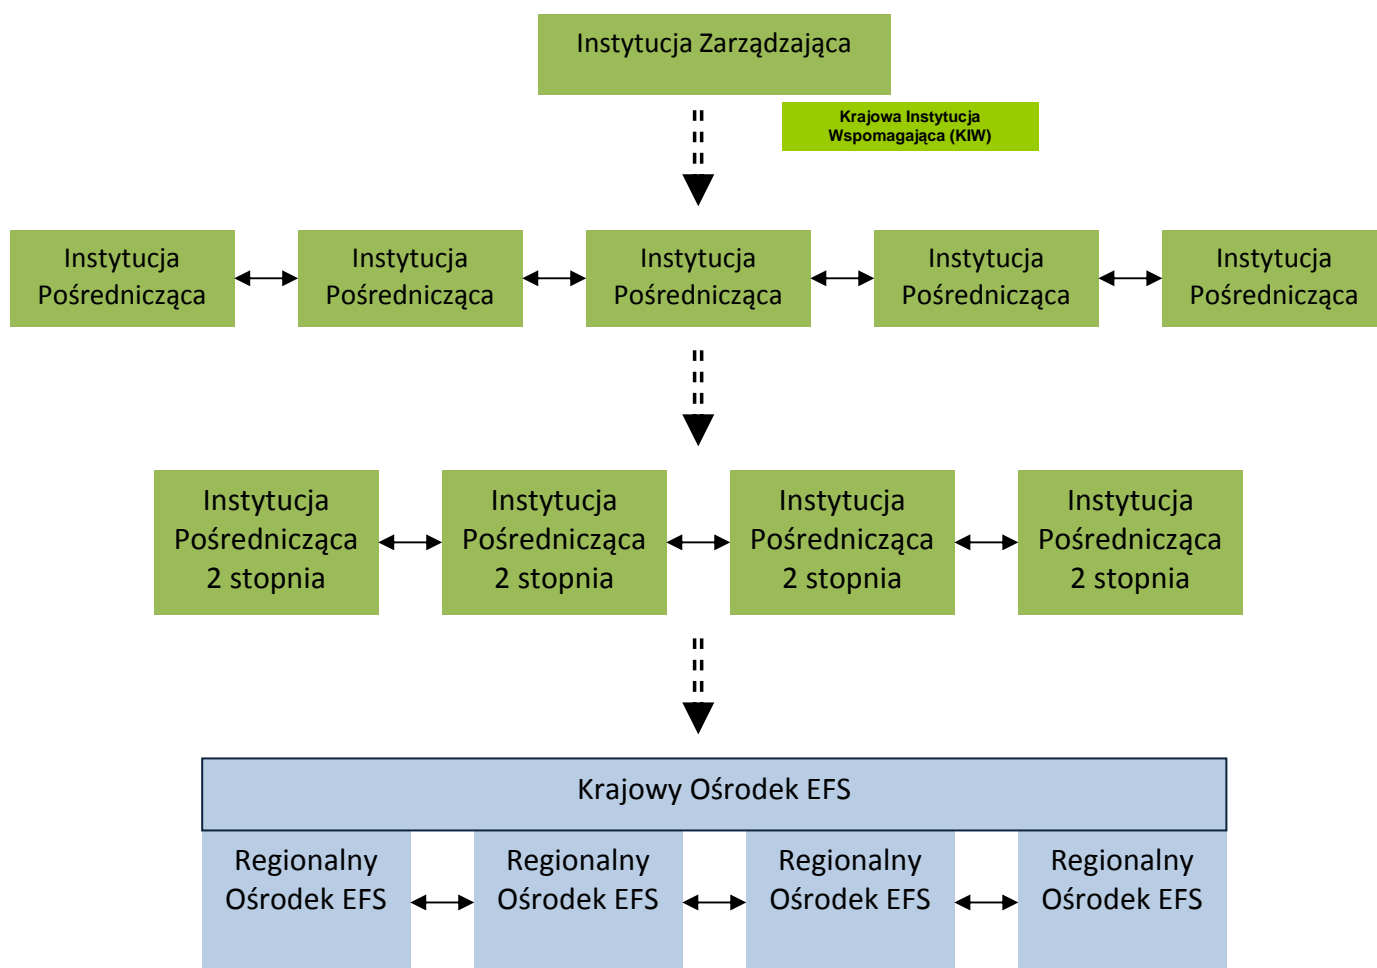 Instytucja Zarządzająca
Krajowa Instytucja
Wspomagająca (KIW)
Instytucja
Pośrednicząca
Instytucja
Pośrednicząca
Instytucja
Pośrednicząca
Instytucja
Pośrednicząca
Instytucja
Pośrednicząca
Instytucja
Pośrednicząca
2 stopnia
Instytucja
Pośrednicząca
2 stopnia
Instytucja
Pośrednicząca
2 stopnia
Instytucja
Pośrednicząca
2 stopnia
Krajowy Ośrodek EFS
Regionalny
Ośrodek EFS
Regionalny
Ośrodek EFS
Regionalny
Ośrodek EFS
Regionalny
Ośrodek EFS